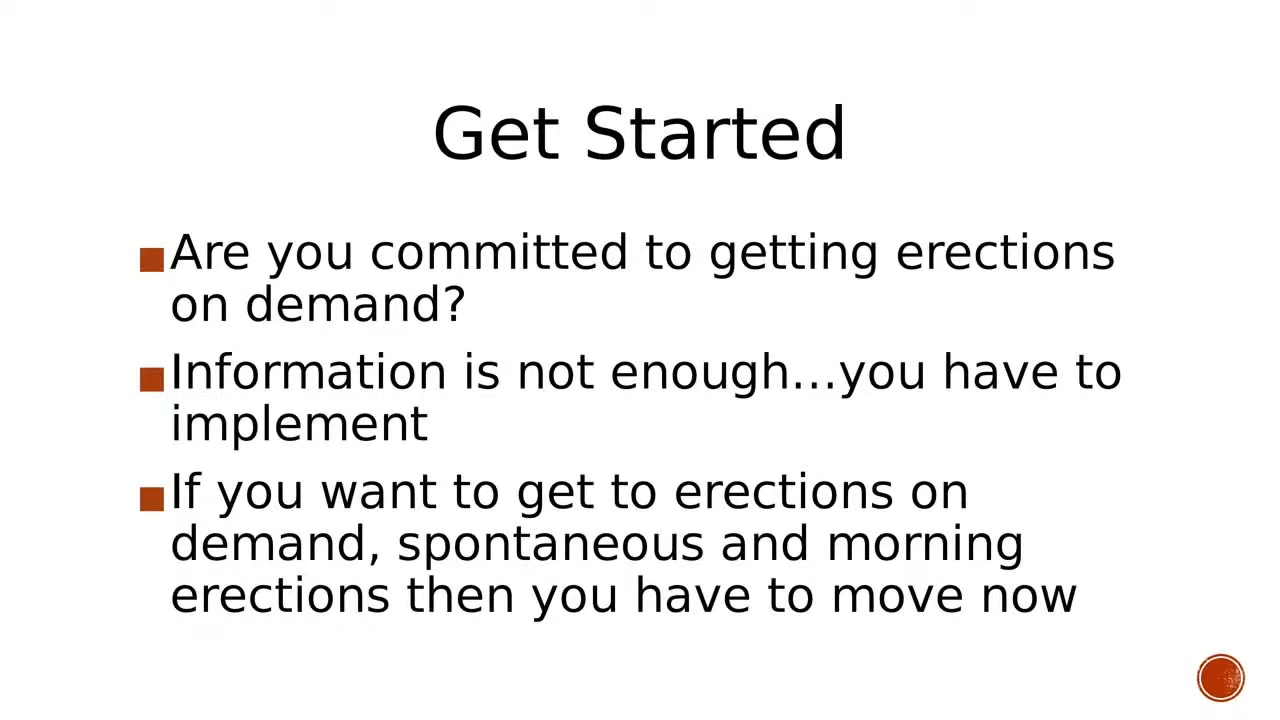 Get Started
Are you committed to getting erections
on demand?
Information is not enough...you have to
implement
If you want to get to erections on
demand, spontaneous and morning
erections then you have to move now